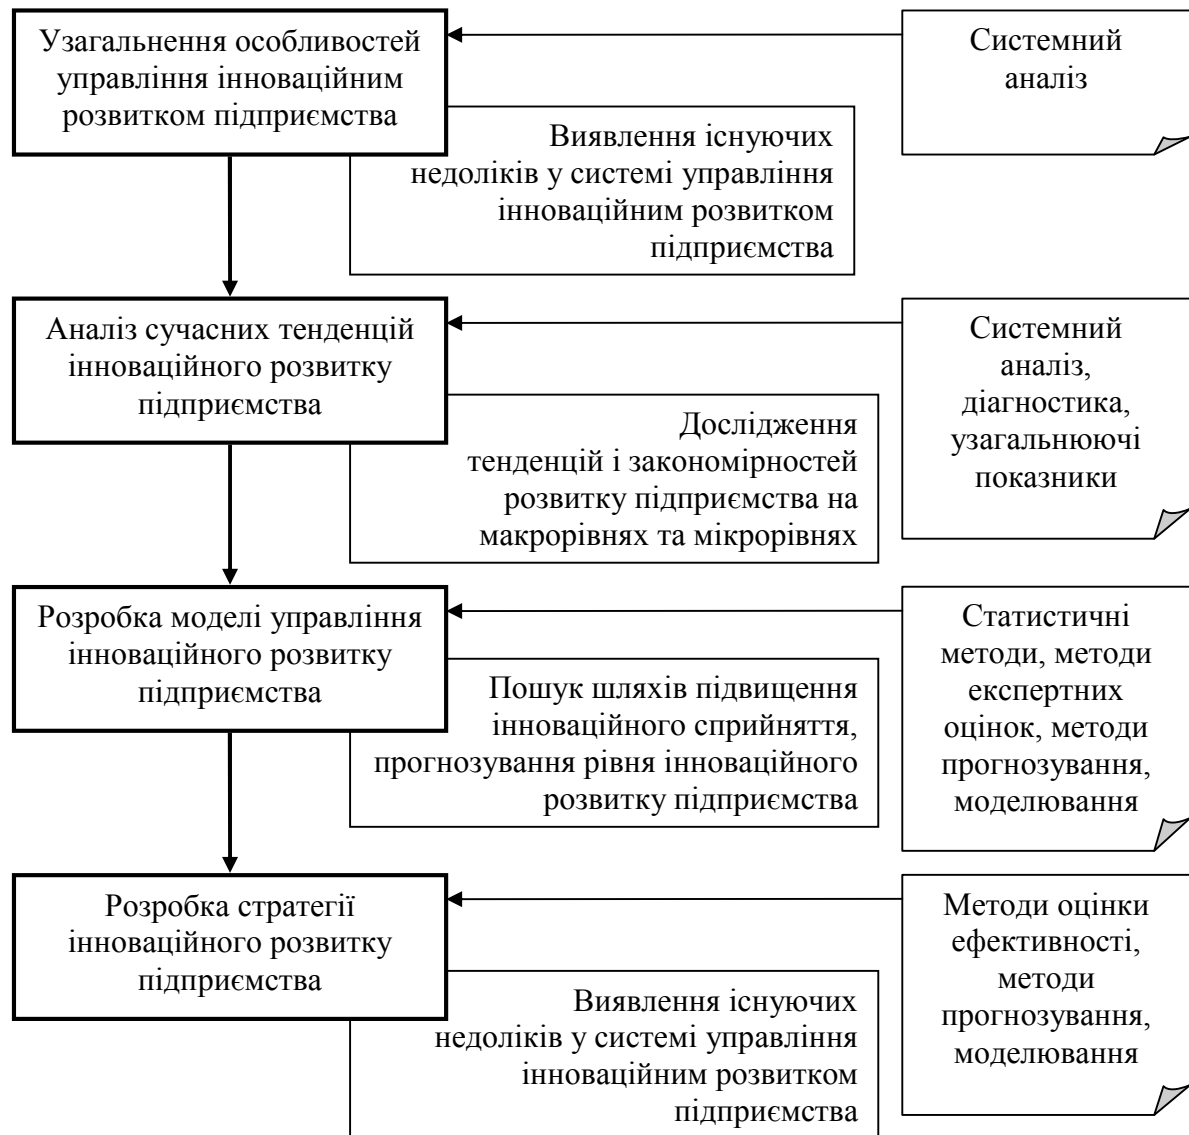 Узагальнення особливостей
управління інноваційним
розвитком підприємства
Системний
аналіз
Виявлення існуючих
недоліків у системі управління
інноваційним розвитком
підприємства
Аналіз сучасних тенденцій
інноваційного розвитку
підприємства
Системний
аналіз,
діагностика,
узагальнюючі
показники
Дослідження
тенденцій і закономірностей
розвитку підприємства на
макрорівнях та мікрорівнях
Розробка моделі управління
інноваційного розвитку
підприємства
Статистичні
методи, методи
експертних
оцінок, методи
прогнозування,
моделювання
Пошук шляхів підвищення
інноваційного сприйняття,
прогнозування рівня інноваційного
розвитку підприємства
Розробка стратегії
інноваційного розвитку
підприємства
Методи оцінки
ефективності,
методи
прогнозування,
моделювання
Виявлення існуючих
недоліків у системі управління
інноваційним розвитком
підприємства